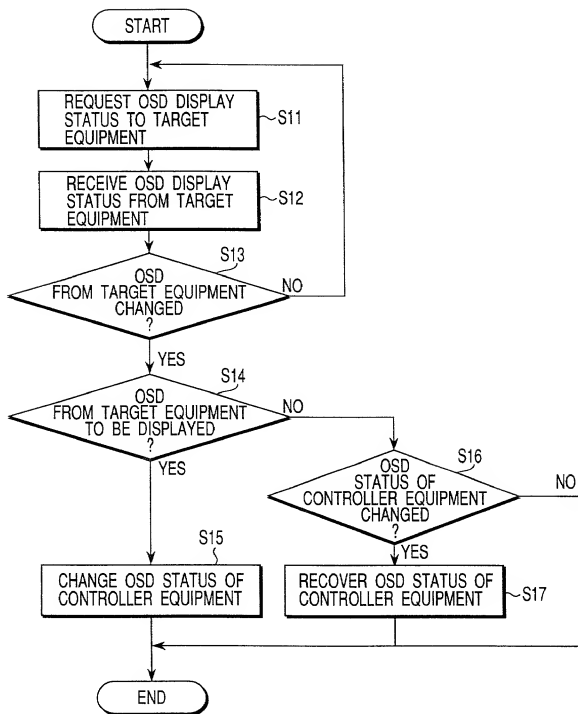 START
REQUEST OSD DISPLAY
STATUS TO TARGET
EQUIPMENT
S11
RECEIVE OSD DISPLAY
STATUS FROM TARGET
EQUIPMENT
S12
S13
OSD
FROM TARGET EQUIPMENT
CHANGED
?
NO
YES
S14
OSD
FROM TARGET EQUIPMENT
TO BE DISPLAYED
?
NO
YES
S16
OSD
STATUS OF
CONTROLLER EQUIPMENT
CHANGED
?
NO
YES
S15
CHANGE OSD STATUS OF
CONTROLLER EQUIPMENT
RECOVER OSD STATUS OF
CONTROLLER EQUIPMENT
S17
END